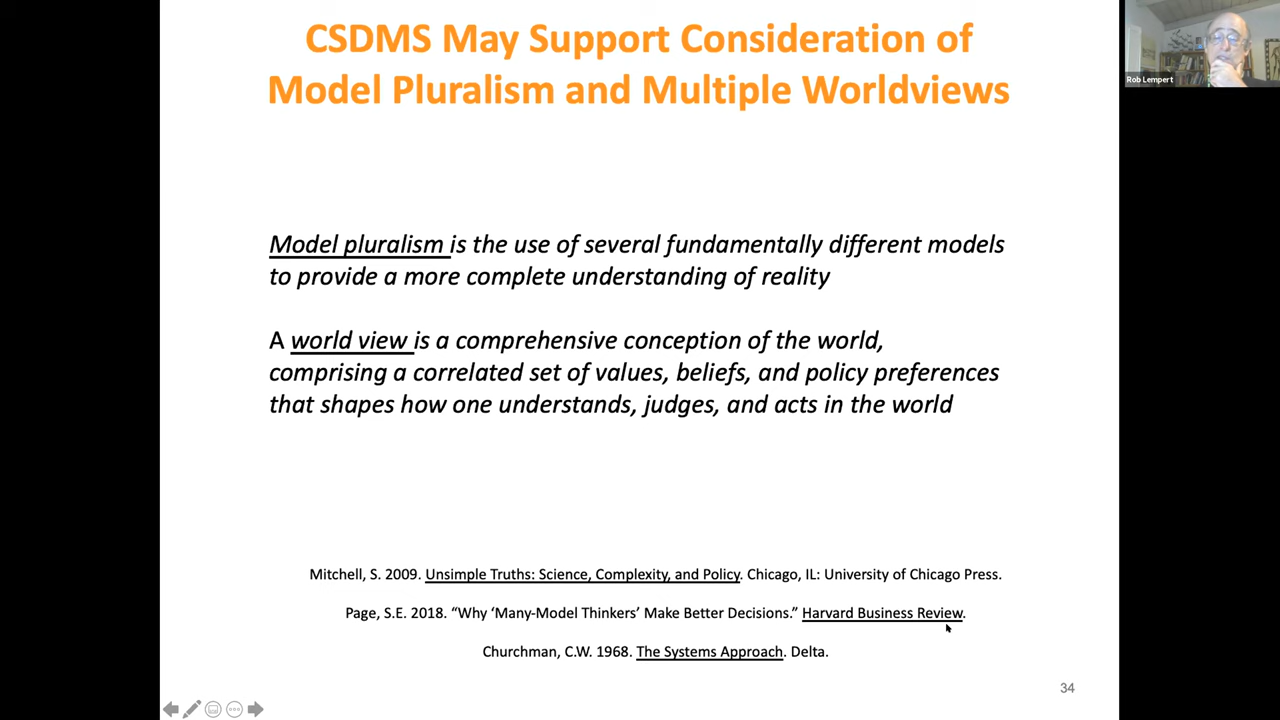 CSDMS May Support Consideration of
Model Pluralism and Multiple Worldviews
Rob Lempert
Model pluralism is the use of several fundamentally different models
to provide a more complete understanding of reality
A world view is a comprehensive conception of the world,
comprising a correlated set of values, beliefs, and policy preferences
that shapes how one understands, judges, and acts in the world
Mitchell, S. 2009. Unsimple Truths: Science, Complexity, and Policy. Chicago, IL: University of Chicago Press.
Page, S.E. 2018. “Why ‘Many-Model Thinkers’ Make Better Decisions.” Harvard Business Review.
Churchman, C.W. 1968. The Systems Approach. Delta.
34